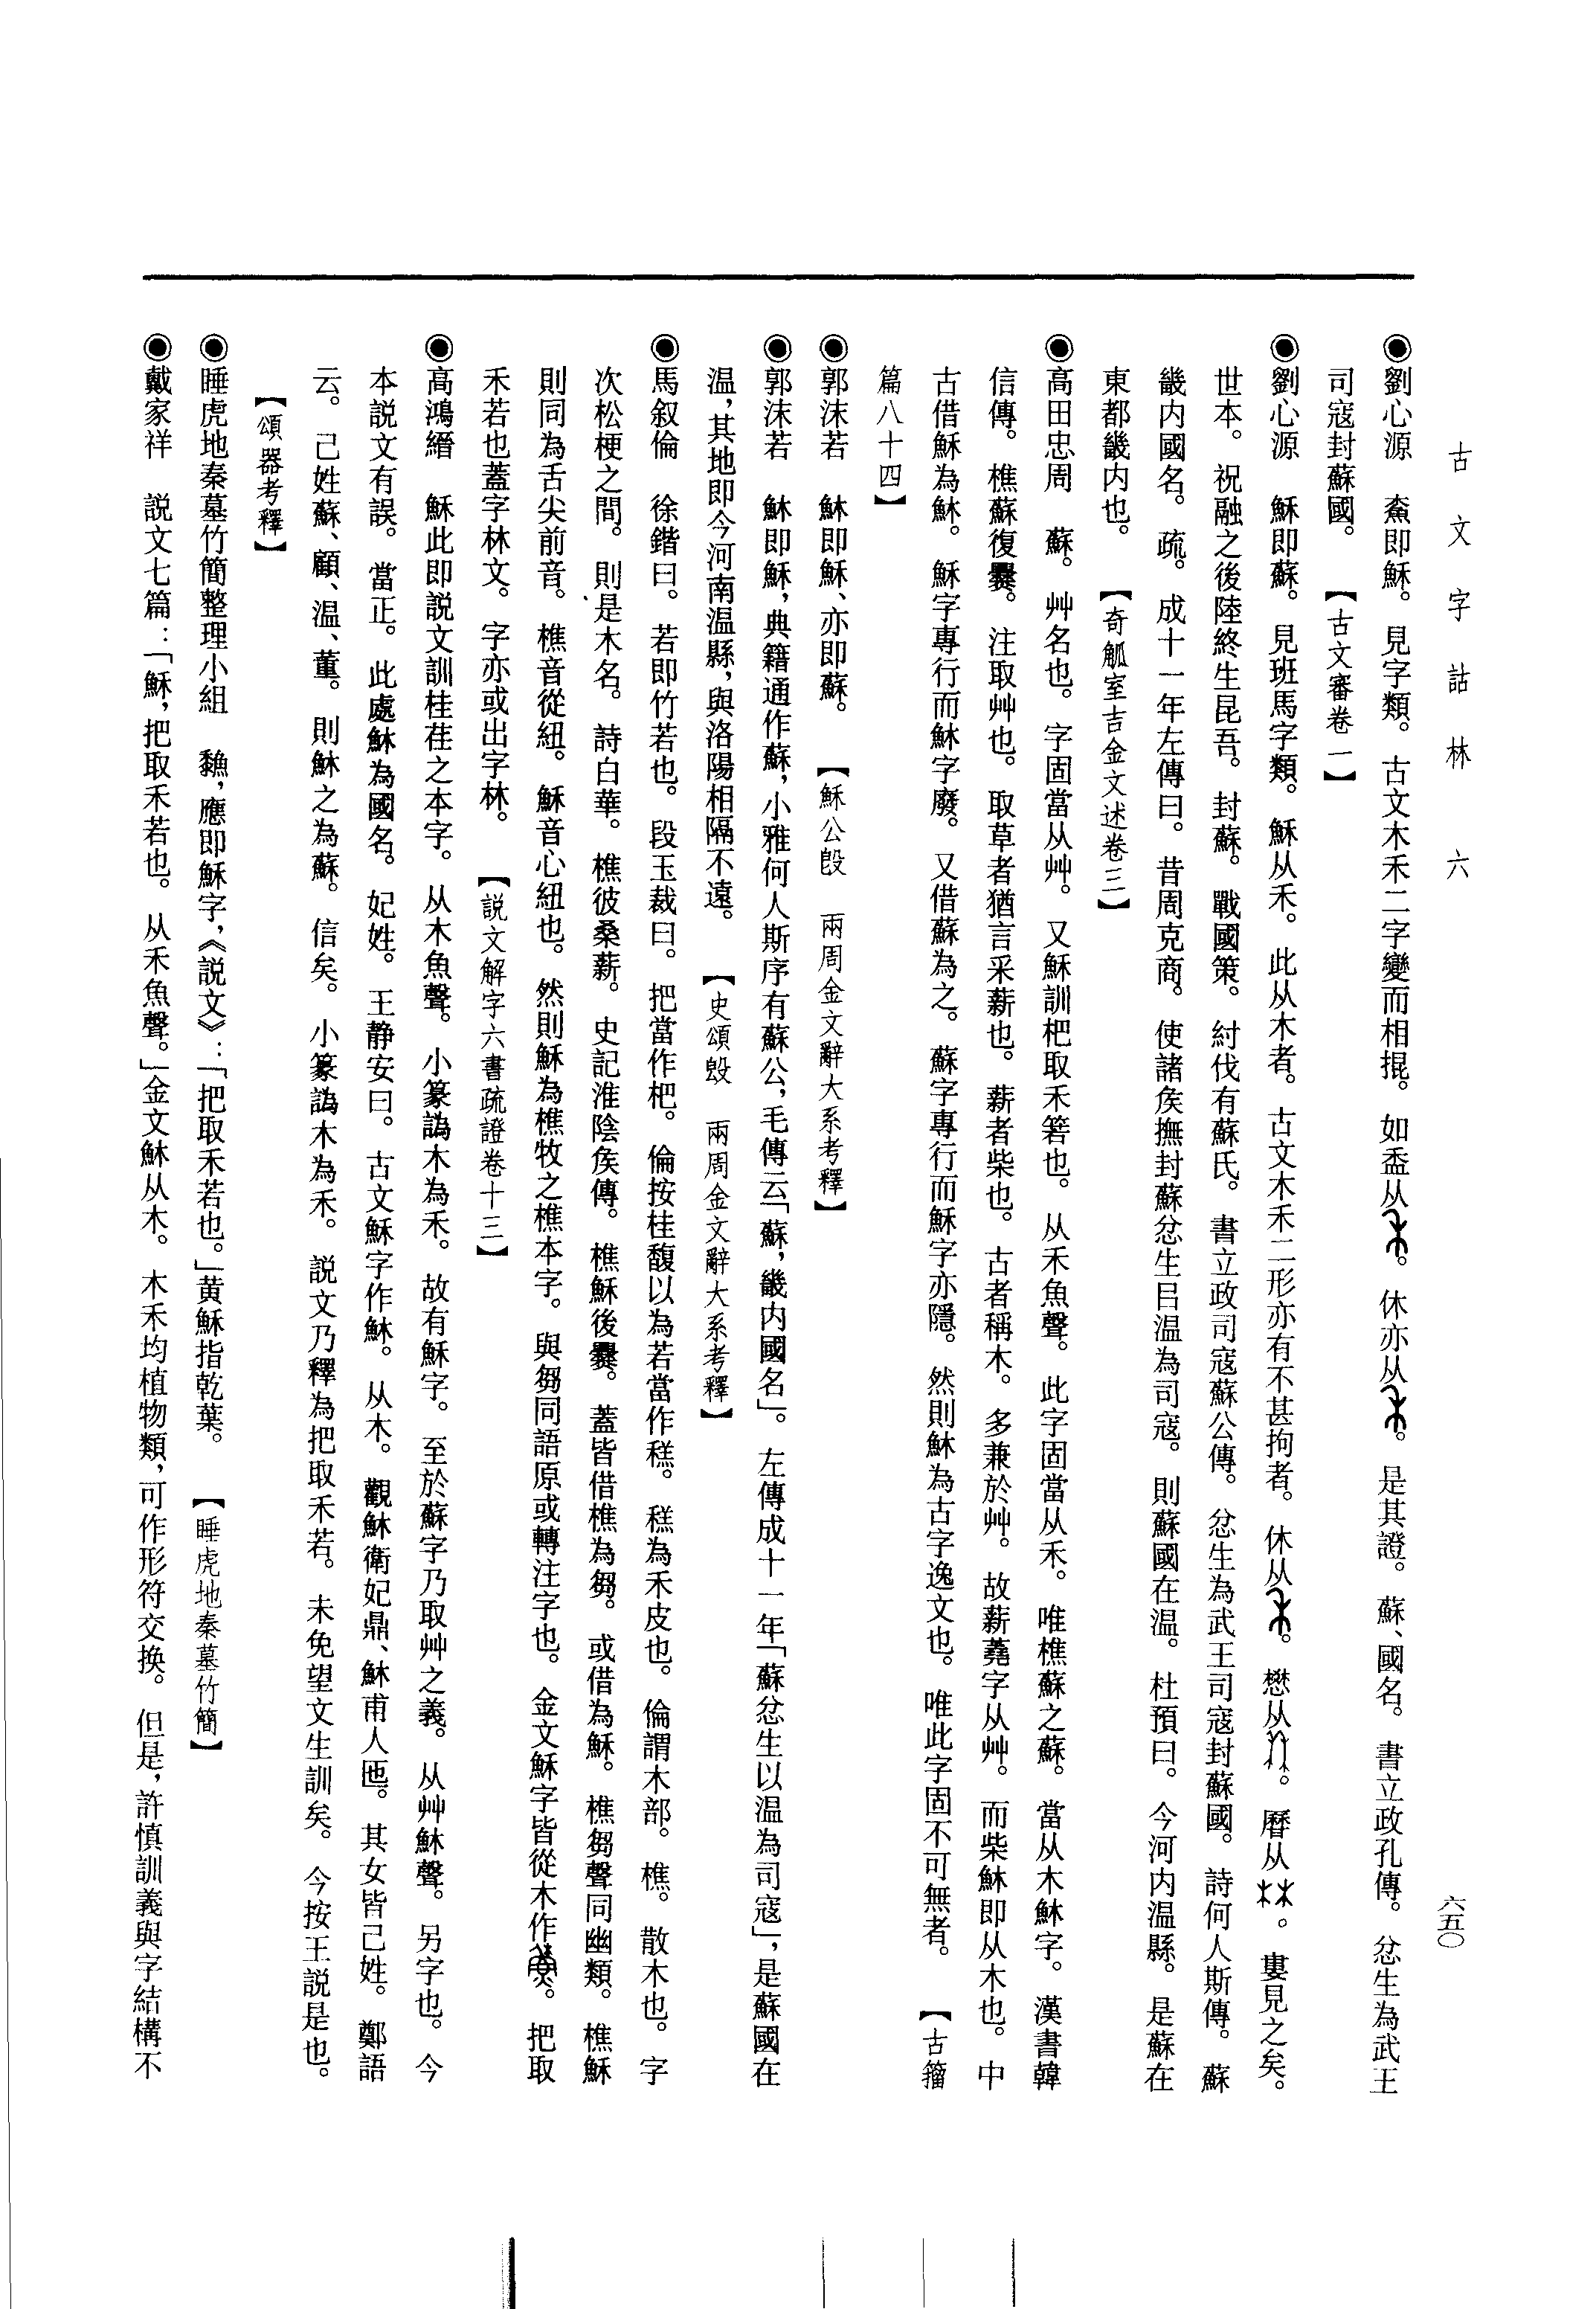 古文字詁林 六
六五〇
◉劉心源 𥻘即穌。見字類。古文木禾二字變而相掍。如盉从。休亦从。是其證。蘇、國名。書立政孔傳。忿生為武王
司寇封蘇國。 【古文審卷一】
◉劉心源 穌即蘇。見班馬字類。穌从禾。此从木者。古文木禾二形亦有不甚拘者。休从。懋从。曆从。婁見之矣。
世本。祝融之後陸終生昆吾。封蘇。戰國策。紂伐有蘇氏。書立政司寇蘇公傳。忿生為武王司寇封蘇國。詩何人斯傳。蘇
畿内國名。疏。成十一年左傳曰。昔周克商。使諸矦撫封蘇忿生㠯温為司寇。則蘇國在温。杜預曰。今河内温縣。是蘇在
東都畿内也。 【奇觚室吉金文述卷三】
◉高田忠周 蘇。艸名也。字固當从艸。又穌訓杷取禾箬也。从禾魚聲。此字固當从禾。唯樵蘇之蘇。當从木䱷字。漢書韓
信傳。樵蘇復爨。注取艸也。取草者猶言采薪也。薪者柴也。古者稱木。多兼於艸。故薪蕘字从艸。而柴䱷即从木也。中
古借穌為䱷。穌字專行而䱷字廢。又借蘇為之。蘇字專行而穌字亦隱。然則䱷為古字逸文也。唯此字固不可無者。 【古籀
篇八十四】
◉郭沫若 䱷即穌、亦即蘇。 【穌公𣪘 兩周金文辭大系考釋】
◉郭沫若 䱷即穌，典籍通作蘇，小雅何人斯序有蘇公，毛傳云「蘇，畿内國名」。左傳成十一年「蘇忿生以温為司寇」，是蘇國在
温，其地即今河南温縣，與洛陽相隔不遠。 【史頌𣪘 兩周金文辭大系考釋】
◉馬叙倫 徐鍇曰。若即竹若也。段玉裁曰。把當作杷。倫按桂馥以為若當作𥞨。𥞨為禾皮也。倫謂木部。樵。散木也。字
次松梗之間。則是木名。詩白華。樵彼桑薪。史記淮陰矦傳。樵穌後爨。蓋皆借樵為芻。或借為穌。樵芻聲同幽類。樵穌
則同為舌尖前音。樵音從紐。穌音心紐也。然則穌為樵牧之樵本字。與芻同語原或轉注字也。金文穌字皆從木作。把取
禾若也蓋字林文。字亦或出字林。 【説文解字六書疏證卷十三】
◉高鴻縉 穌此即説文訓桂荏之本字。从木魚聲。小篆譌木為禾。故有穌字。至於蘇字乃取艸之義。从艸䱷聲。另字也。今
本説文有誤。當正。此處䱷為國名。妃姓。王静安曰。古文穌字作䱷。从木。觀䱷衛妃鼎、䱷甫人匜。其女皆己姓。鄭語
云。己姓蘇、顧、温、董。則䱷之為蘇。信矣。小篆譌木為禾。説文乃釋為把取禾若。未免望文生訓矣。今按王説是也。
【頌器考釋】
◉睡虎地秦墓竹簡整理小組 䵖，應即穌字，《説文》：「把取禾若也。」黄穌指乾葉。 【睡虎地秦墓竹簡】
◉戴家祥 説文七篇：「穌，把取禾若也。从禾魚聲。」金文䱷从木。木禾均植物類，可作形符交换。但是，許慎訓義與字結構不